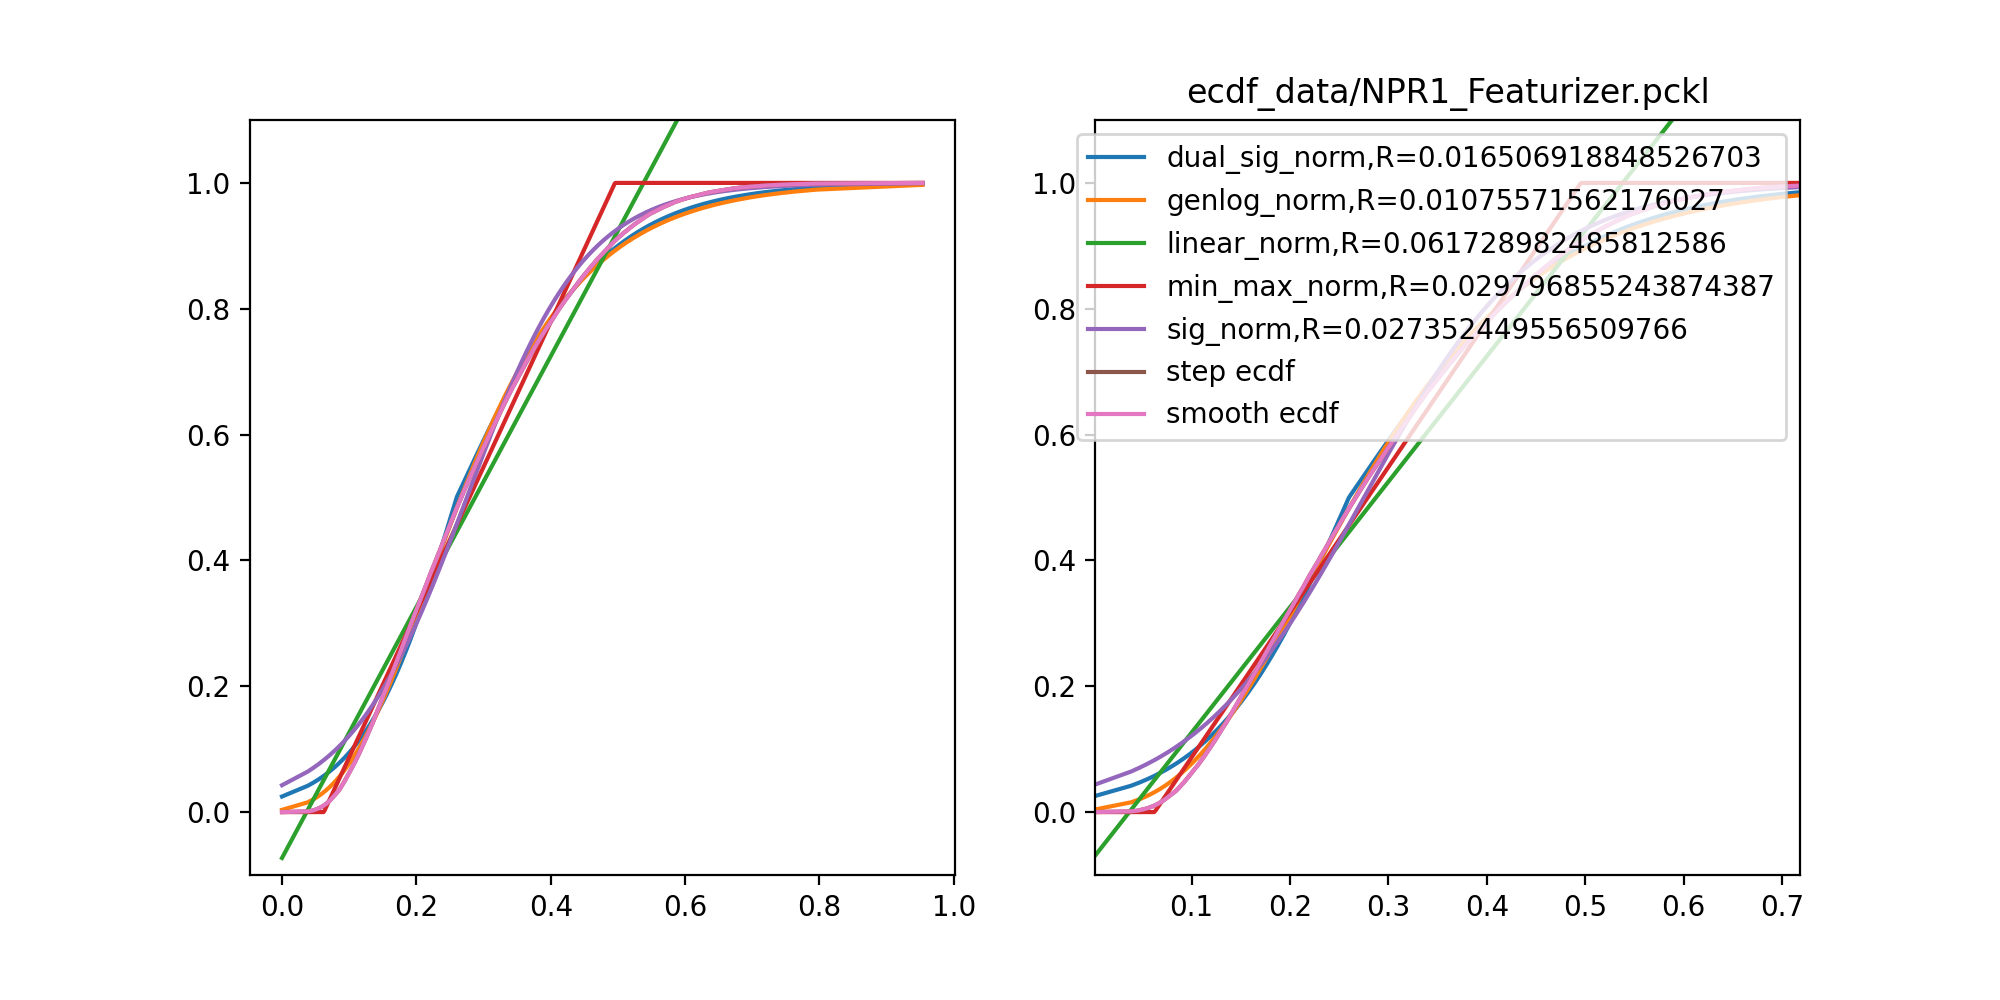 ecdf_data/NPR1_Featurizer.pckl
1.0
0.8
0.6
0.4
0.2
0.0
0.0 0.2 0.4 0.6 0.8 1.0
dual_sig_norm,R=0.016506918848526703
genlog_norm,R=0.01075571562176027
linear_norm,R=0.061728982485812586
min_max_norm,R=0.029796855243874387
sig_norm,R=0.027352449556509766
step ecdf
smooth ecdf
1.0
0.8
0.6
0.4
0.2
0.0
0.1 0.2 0.3 0.4 0.5 0.6 0.7